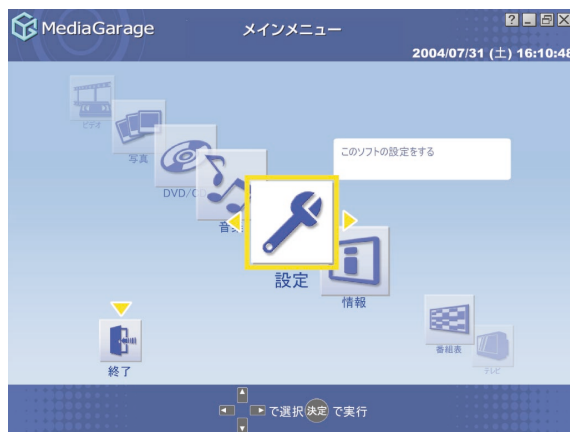 MediaGarage
メインメニュー
?
2004/07/31 (土) 16:10:48
ビデオ
写真
DVD/C
音
このソフトの設定をする
設定
情報
番組表
テレビ
終了
で選択 決定 で実行